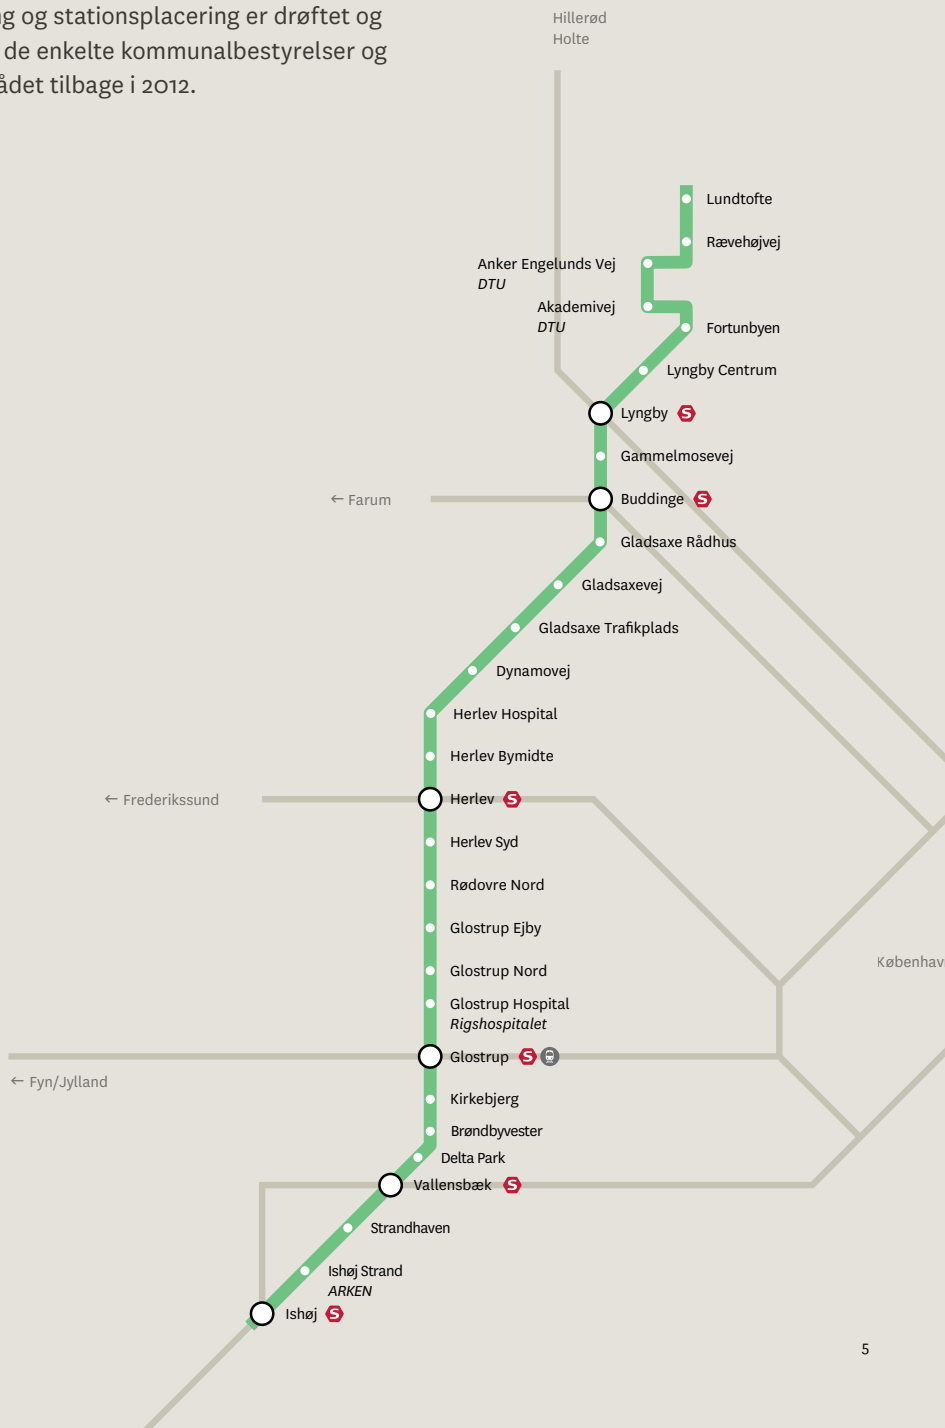 ng og stationsplacering er drøftet og
de enkelte kommunalbestyrelser og
ådet tilbage i 2012.
Hillerød
Holte
Lundtofte
Rævehøjvej
Anker Engelunds Vej
DTU
Akademivej
DTU
Fortunbyen
Lyngby Centrum
Lyngby S
Gammelmosevej
← Farum
Buddinge S
Gladsaxe Rådhus
Gladsaxevej
Gladsaxe Trafikplads
Dynamovej
Herlev Hospital
Herlev Bymidte
← Frederikssund
Herlev S
Herlev Syd
Rødovre Nord
Glostrup Ejby
Københav
Glostrup Nord
Glostrup Hospital
Rigshospitalet
Glostrup S
← Fyn/Jylland
Kirkebjerg
Brøndbyvester
Delta Park
Vallensbæk S
Strandhaven
Ishøj Strand
ARKEN
Ishøj S
5